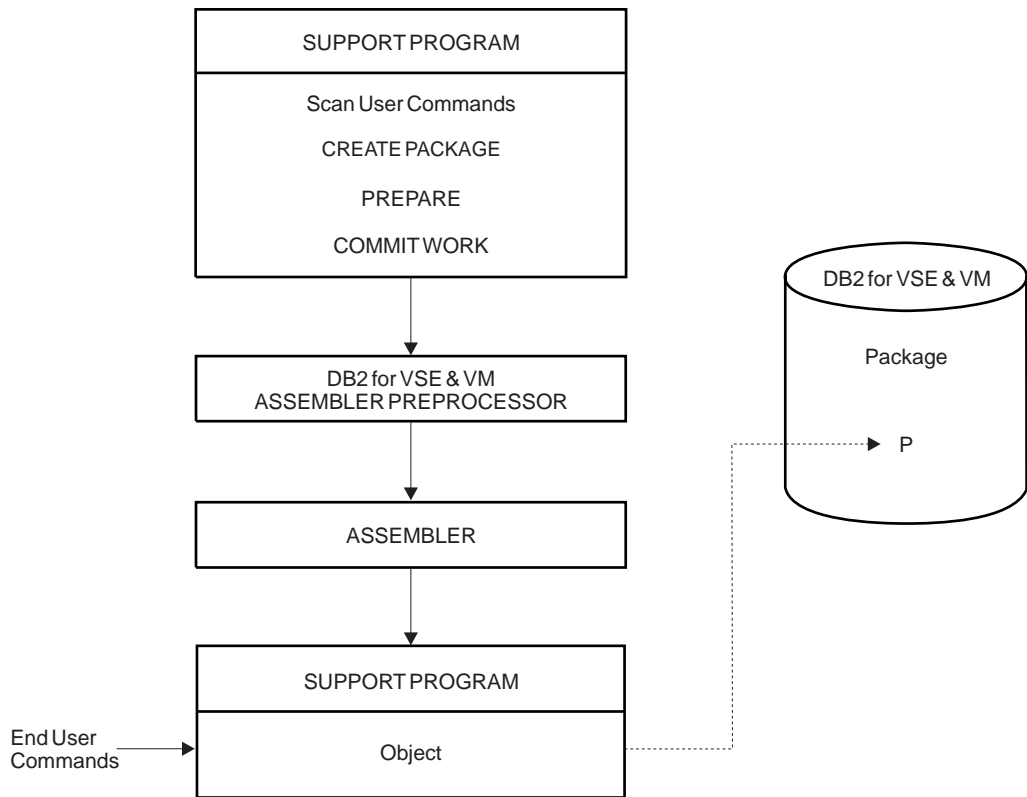 SUPPORT PROGRAM
Scan User Commands
CREATE PACKAGE
PREPARE
COMMIT WORK
DB2 for VSE & VM
ASSEMBLER PREPROCESSOR
ASSEMBLER
SUPPORT PROGRAM
Object
End User
Commands
DB2 for VSE & VM
Package
P